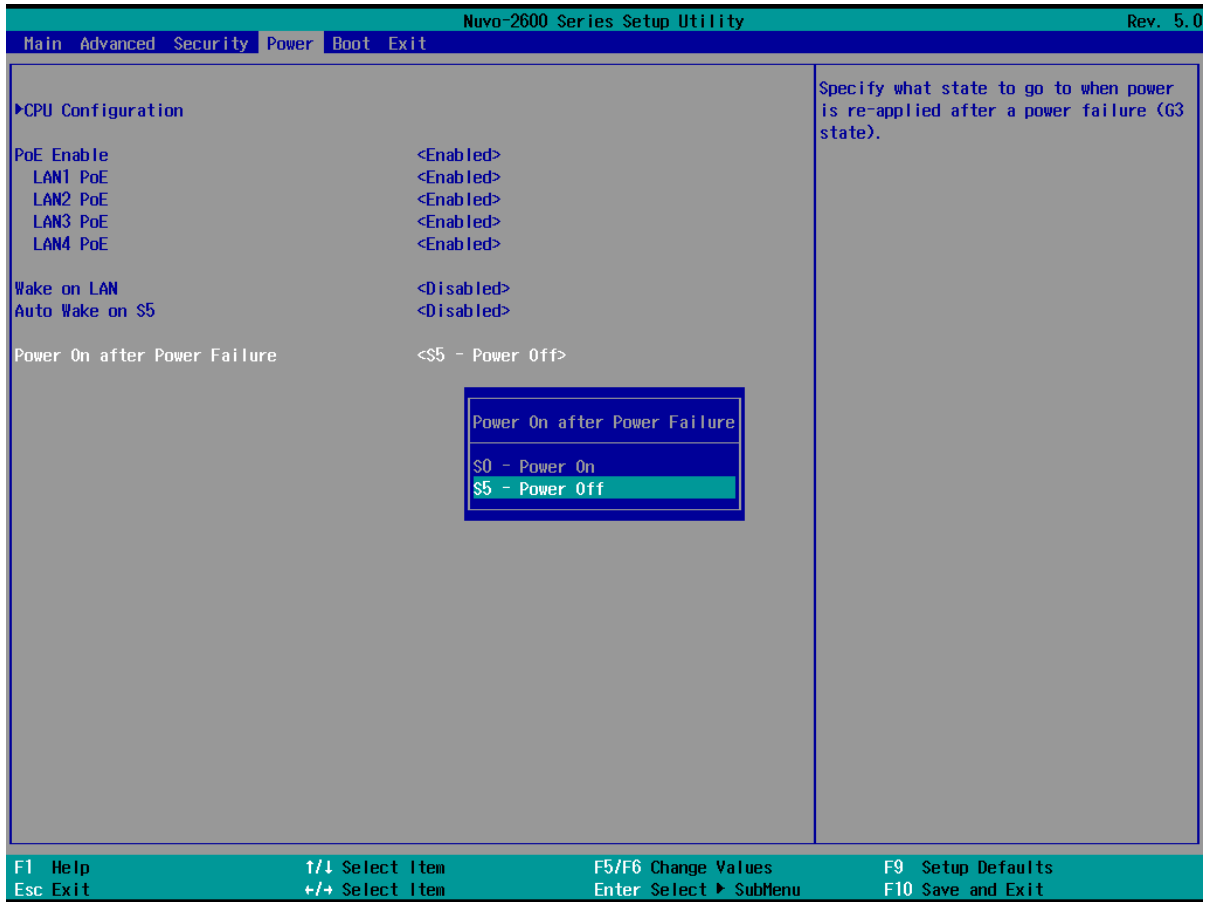 Nuvo-2600 Series Setup Utility Rev. 5.0
Main Advanced Security Power Boot Exit
▶CPU Configuration
PoE Enable <Enabled>
LAN1 PoE <Enabled>
LAN2 PoE <Enabled>
LAN3 PoE <Enabled>
LAN4 PoE <Enabled>
Wake on LAN <Disabled>
Auto Wake on S5 <Disabled>
Power On after Power Failure <S5 - Power Off>
Power On after Power Failure
S0 - Power On
S5 - Power Off
Specify what state to go to when power
is re-applied after a power failure (G3
state).
F1 Help ↑/↓ Select Item F5/F6 Change Values F9 Setup Defaults
Esc Exit ←/→ Select Item Enter Select ▶ SubMenu F10 Save and Exit